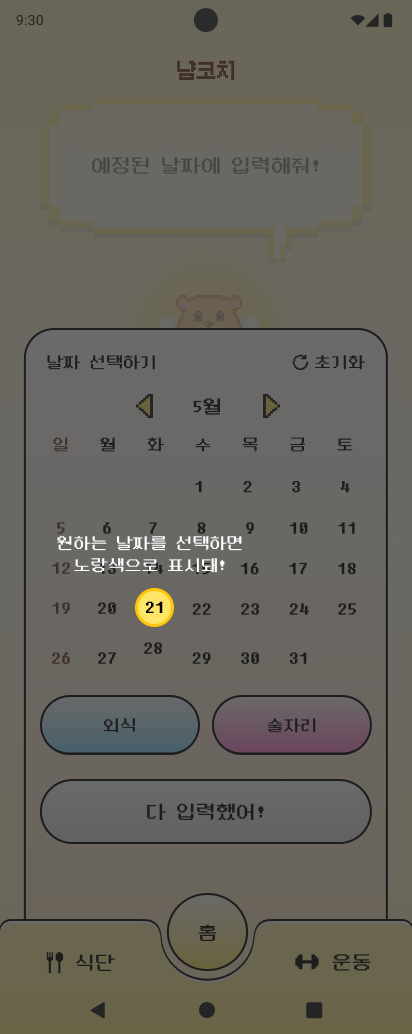 9:30
냠코치
예정된 날짜에 입력해줘!
날짜 선택하기 초기화
5월
일 월 화 수 목 금 토
1 2 3 4
5 6 7 8 9 10 11
원하는 날짜를 선택하면
노랑색으로 표시돼!
12 13 14 15 16 17 18
19 20 21 22 23 24 25
26 27 28 29 30 31
외식 술자리
다 입력했어!
홈
식단 운동